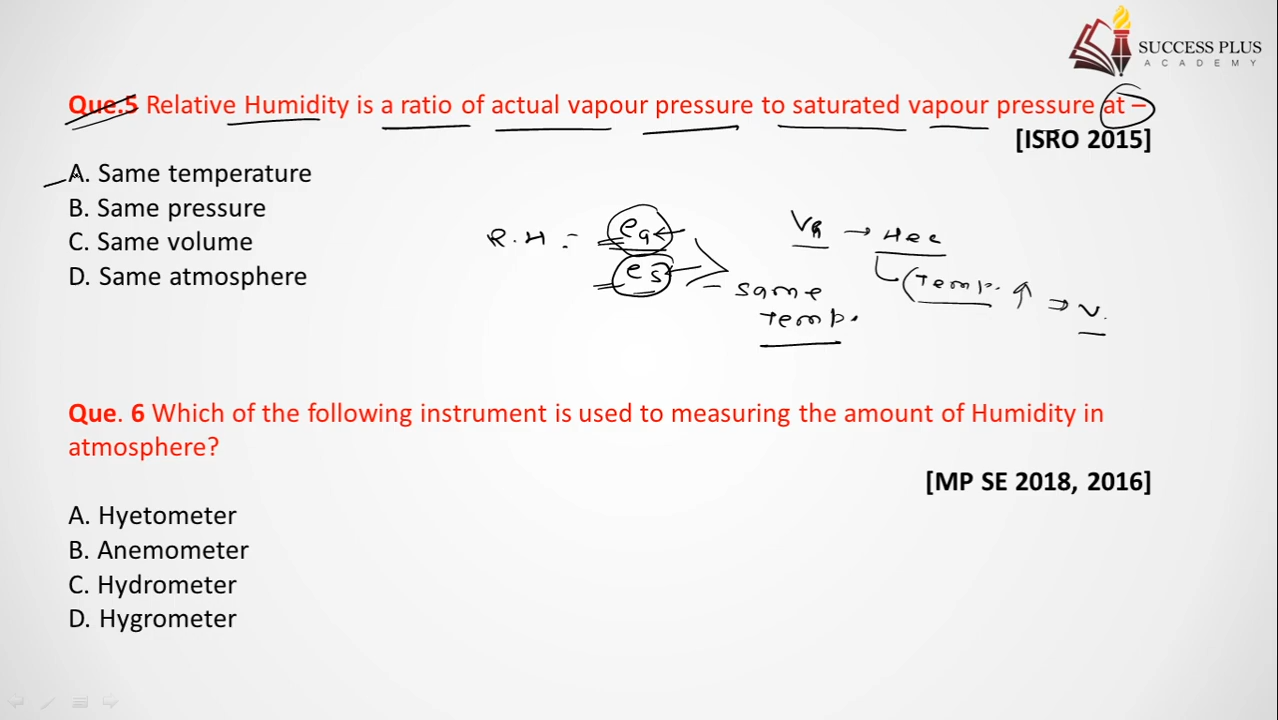 SUCCESS PLUS
ACADEMY
Que.5 Relative Humidity is a ratio of actual vapour pressure to saturated vapour pressure at –
[ISRO 2015]
A. Same temperature
B. Same pressure
C. Same volume
D. Same atmosphere
R.H =
ea
es
same
temp.
→
(Temp. ↑ ⇒ V.
Que. 6 Which of the following instrument is used to measuring the amount of Humidity in
atmosphere?
[MP SE 2018, 2016]
A. Hyetometer
B. Anemometer
C. Hydrometer
D. Hygrometer